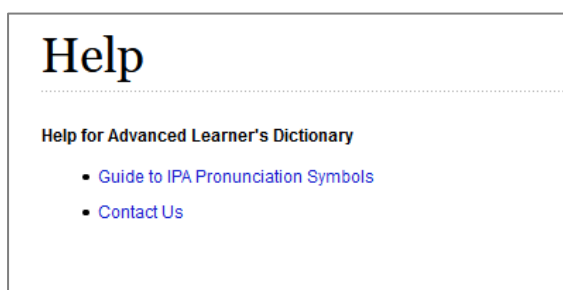 Help
Help for Advanced Learner's Dictionary
Guide to IPA Pronunciation Symbols
Contact Us